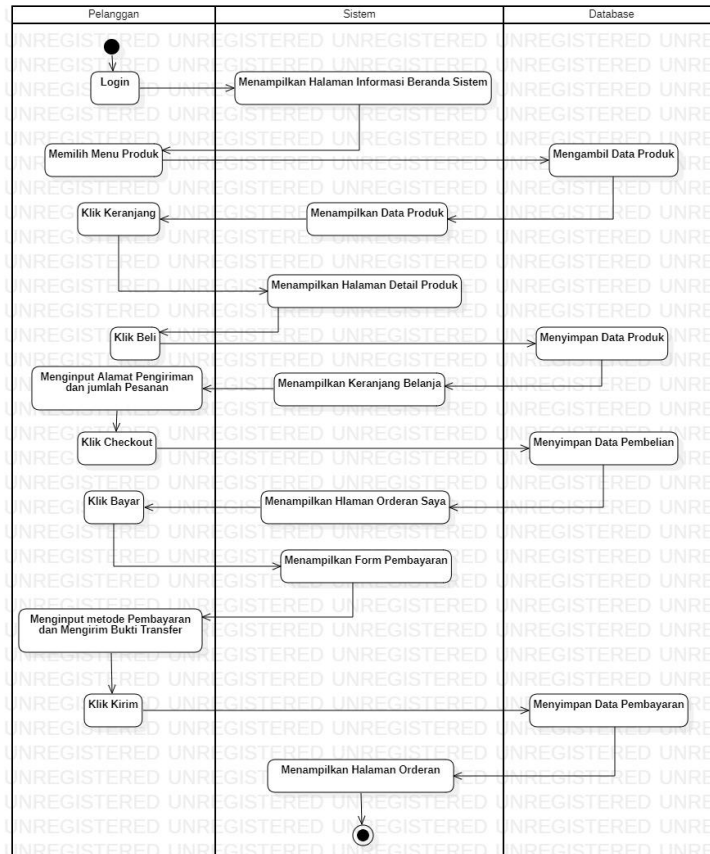 Pelanggan
Sistem
Database
Login
Menampilkan Halaman Informasi Beranda Sistem
Memilih Menu Produk
Mengambil Data Produk
Klik Keranjang
Menampilkan Data Produk
Menampilkan Halaman Detail Produk
Klik Beli
Menyimpan Data Produk
Menginput Alamat Pengiriman
dan jumlah Pesanan
Menampilkan Keranjang Belanja
Klik Checkout
Menyimpan Data Pembelian
Klik Bayar
Menampilkan Hlaman Orderan Saya
Menampilkan Form Pembayaran
Menginput metode Pembayaran
dan Mengirim Bukti Transfer
Klik Kirim
Menyimpan Data Pembayaran
Menampilkan Halaman Orderan
UNREGISTERED